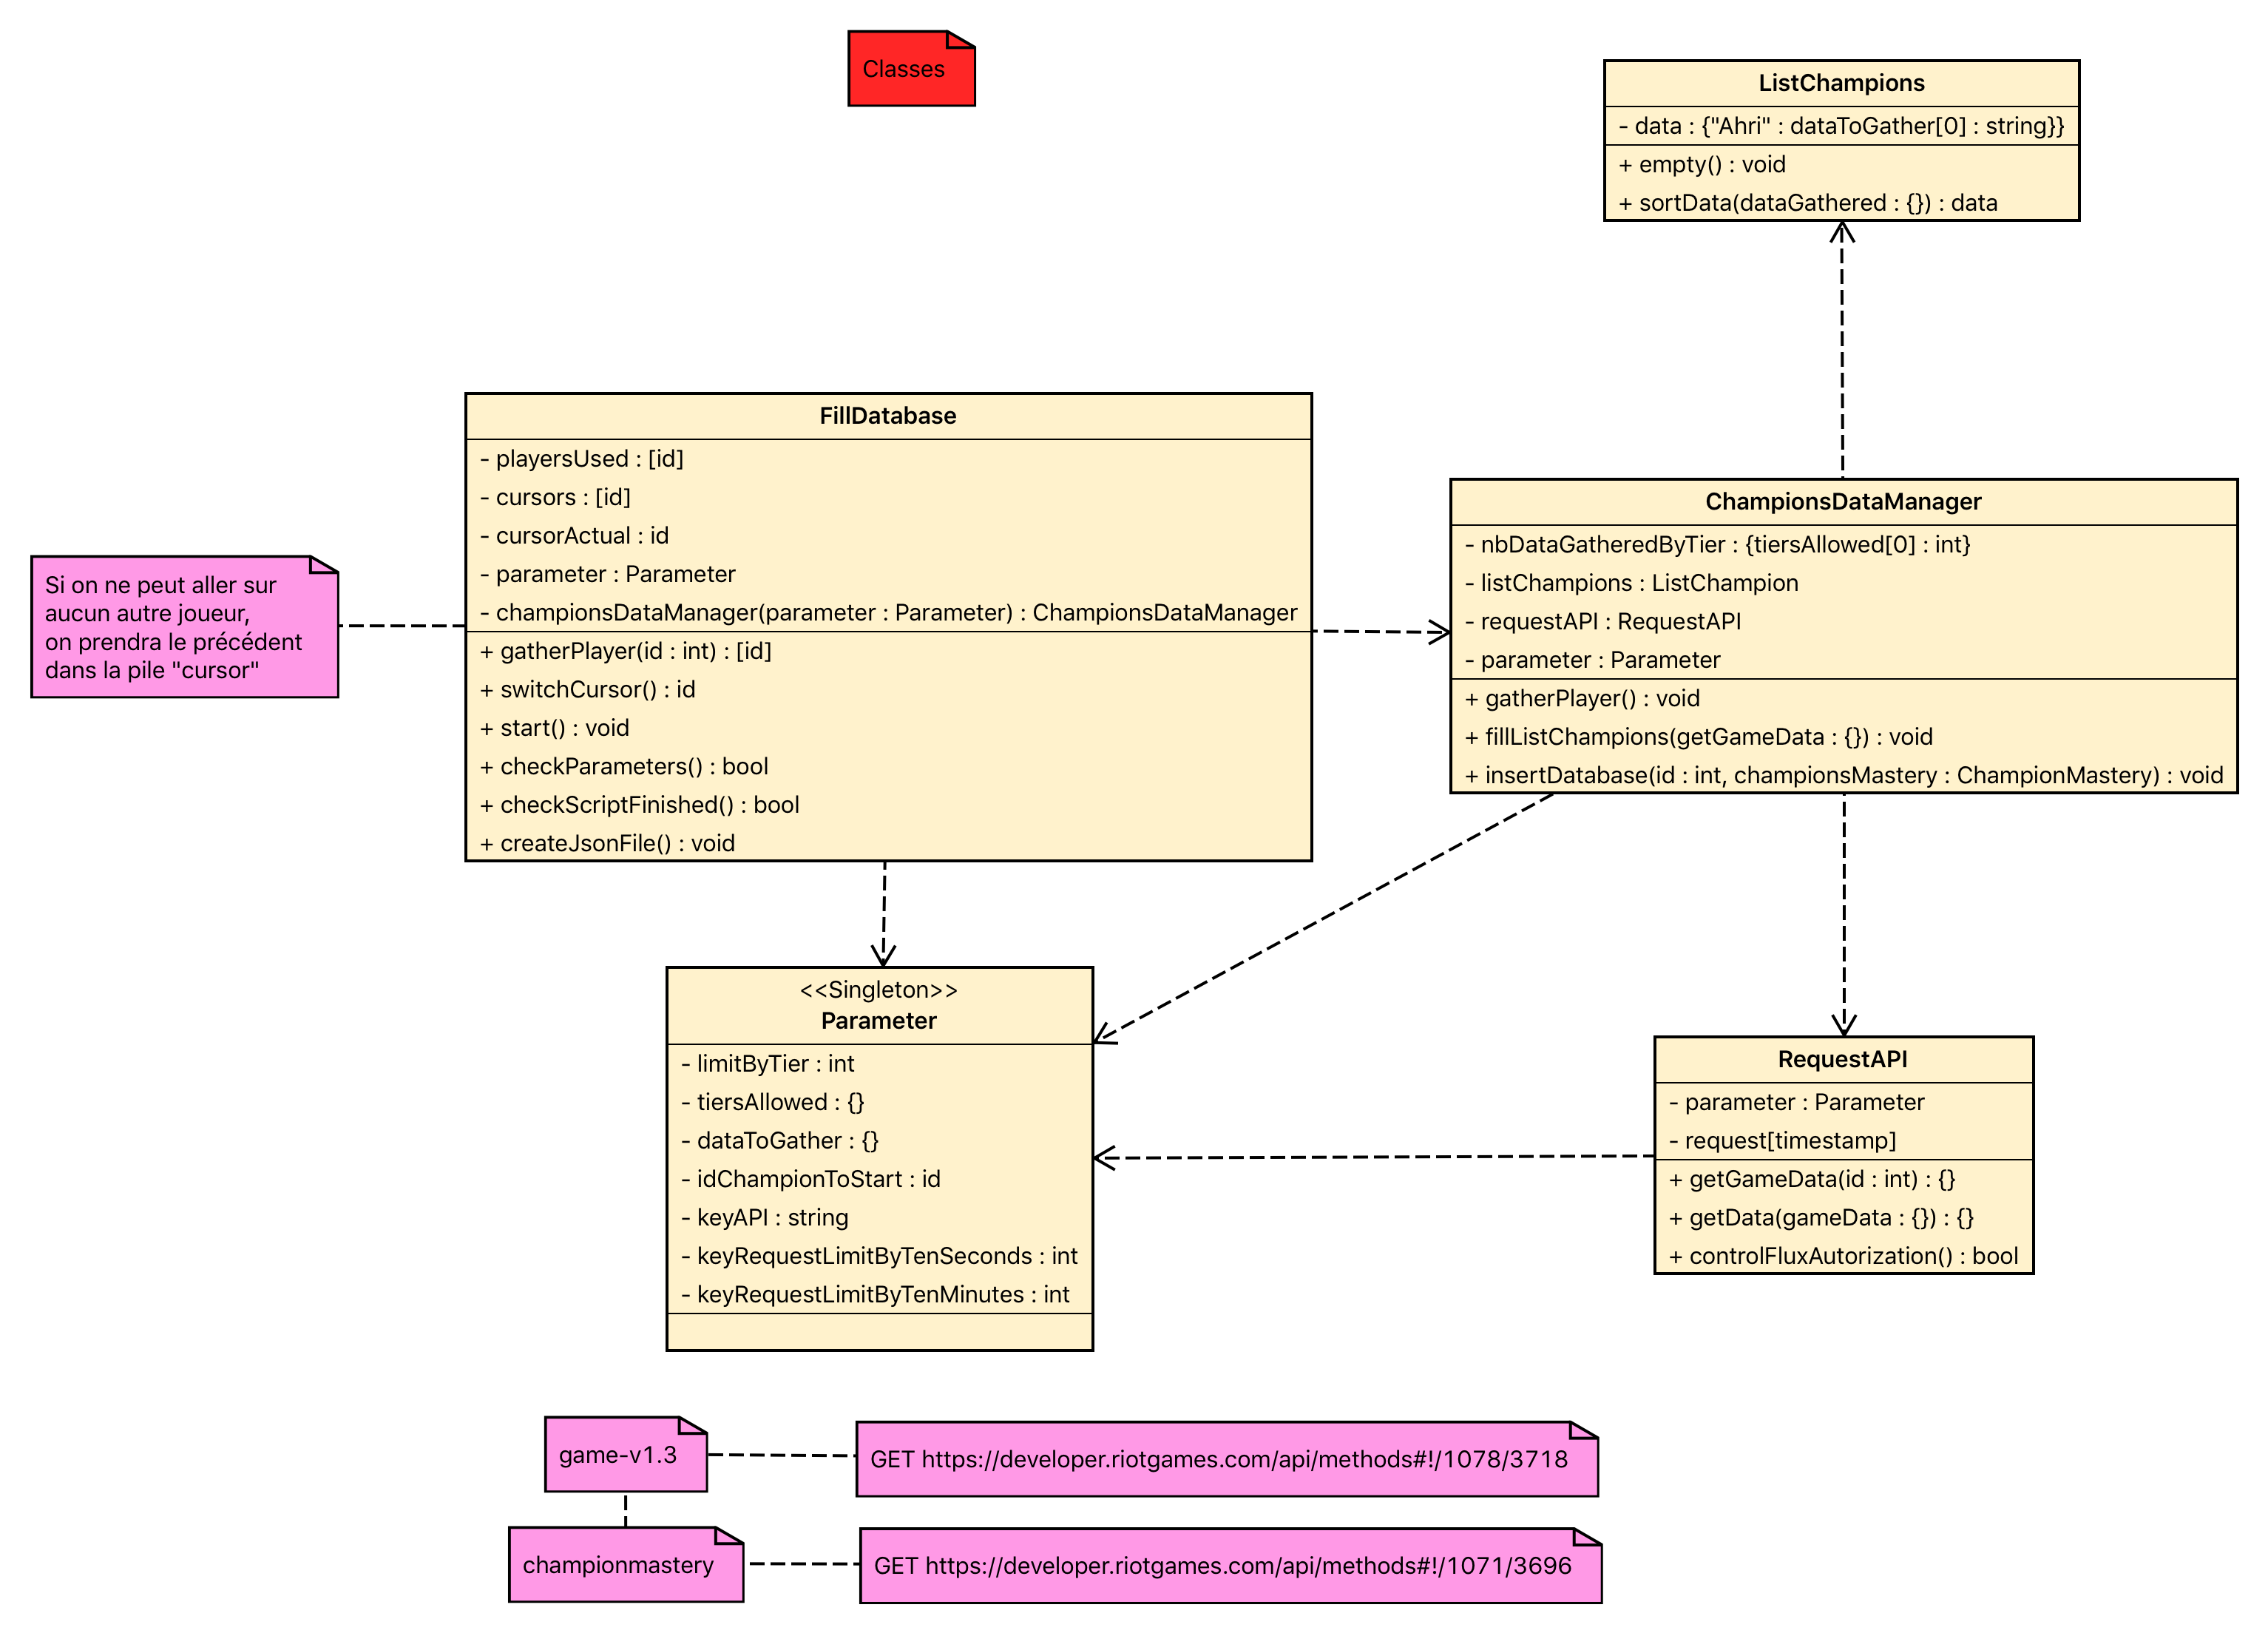 Classes
ListChampions
- data : {"Ahri" : dataToGather[0] : string}}
+ empty() : void
+ sortData(dataGathered : {}) : data
FillDatabase
- playersUsed : [id]
- cursors : [id]
- cursorActual : id
- parameter : Parameter
- championsDataManager(parameter : Parameter) : ChampionsDataManager
+ gatherPlayer(id : int) : [id]
+ switchCursor() : id
+ start() : void
+ checkParameters() : bool
+ checkScriptFinished() : bool
+ createJsonFile() : void
Si on ne peut aller sur
aucun autre joueur,
on prendra le précédent
dans la pile "cursor"
ChampionsDataManager
- nbDataGatheredByTier : {tiersAllowed[0] : int}
- listChampions : ListChampion
- requestAPI : RequestAPI
- parameter : Parameter
+ gatherPlayer() : void
+ fillListChampions(getGameData : {}) : void
+ insertDatabase(id : int, championsMastery : ChampionMastery) : void
<<Singleton>>
Parameter
- limitByTier : int
- tiersAllowed : {}
- dataToGather : {}
- idChampionToStart : id
- keyAPI : string
- keyRequestLimitByTenSeconds : int
- keyRequestLimitByTenMinutes : int
RequestAPI
- parameter : Parameter
- request[timestamp]
+ getGameData(id : int) : {}
+ getData(gameData : {}) : {}
+ controlFluxAutorization() : bool
game-v1.3
GET https://developer.riotgames.com/api/methods#!/1078/3718
championmastery
GET https://developer.riotgames.com/api/methods#!/1071/3696